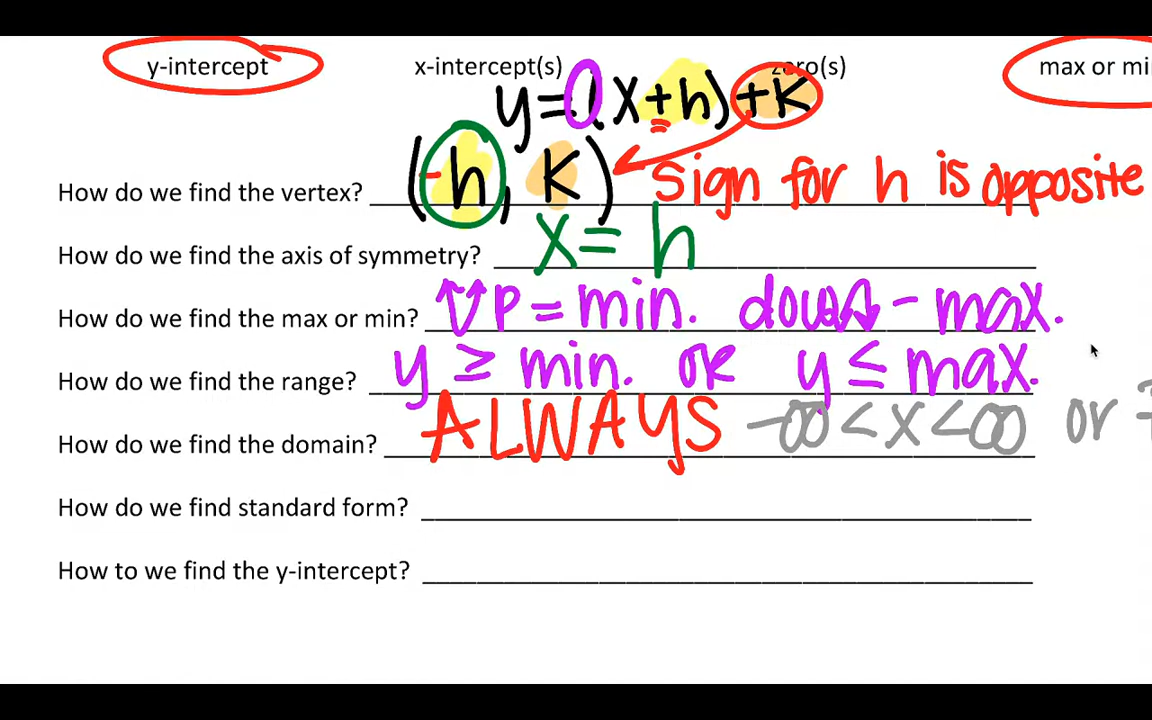 y-intercept x-intercept(s) zero(s) max or mi
y = (x + h) + K
How do we find the vertex? (-h, K) Sign for h is opposite
How do we find the axis of symmetry? x = h
How do we find the max or min? UP = min. down - max.
How do we find the range? y ≥ min. or y ≤ max.
How do we find the domain? ALWAYS -∞ < x < ∞ or
How do we find standard form?
How to we find the y-intercept?